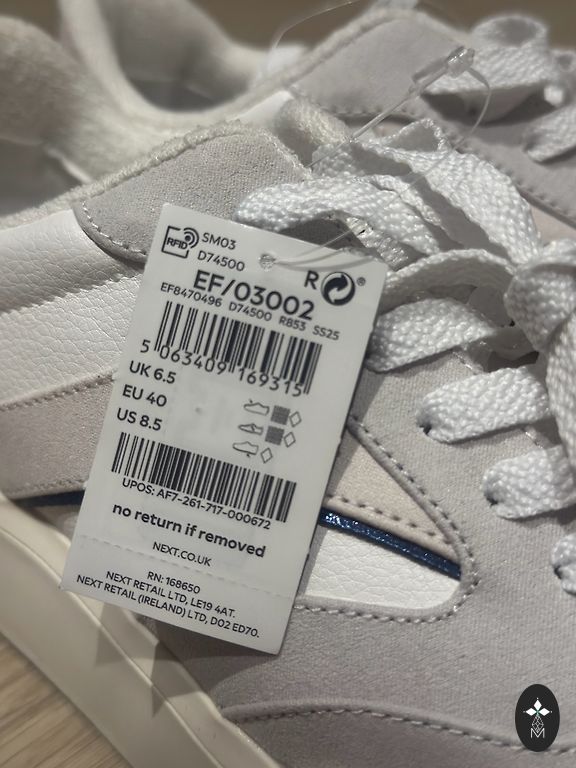 RFID
SM03
D74500
R
EF/03002
EF8470496 D74500 R853 SS25
5 063409 169315
UK 6.5
EU 40
US 8.5
UPOS: AF7-261-717-000672
no return if removed
NEXT.CO.UK
RN: 168650
NEXT RETAIL LTD, LE19 4AT.
NEXT RETAIL (IRELAND) LTD, D02 ED70.
M